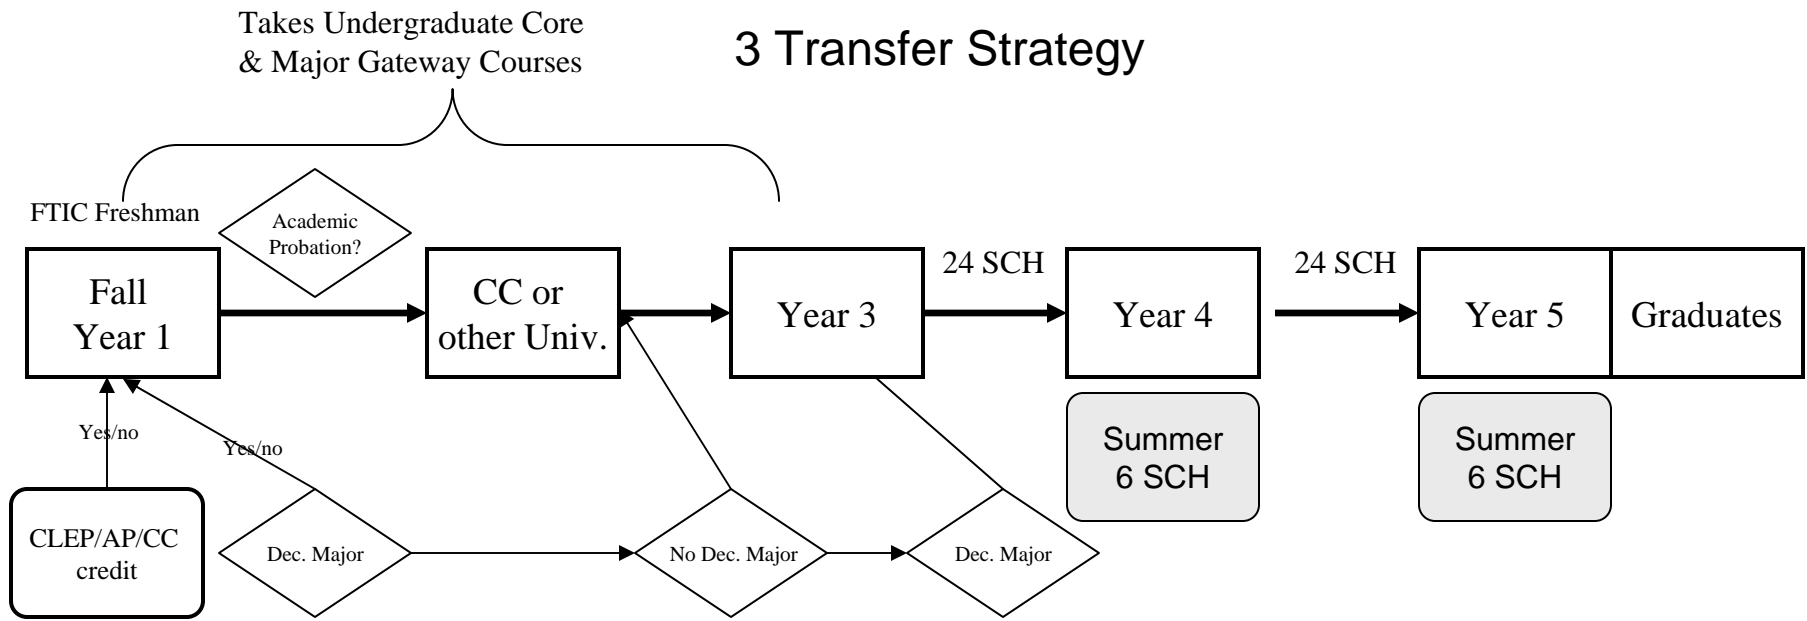 Takes Undergraduate Core
& Major Gateway Courses
3 Transfer Strategy
FTIC Freshman
Academic
Probation?
Fall
Year 1
CC or
other Univ.
Year 3
24 SCH
Year 4
24 SCH
Year 5
Graduates
Yes/no
Yes/no
Summer
6 SCH
Summer
6 SCH
CLEP/AP/CC
credit
Dec. Major
No Dec. Major
Dec. Major